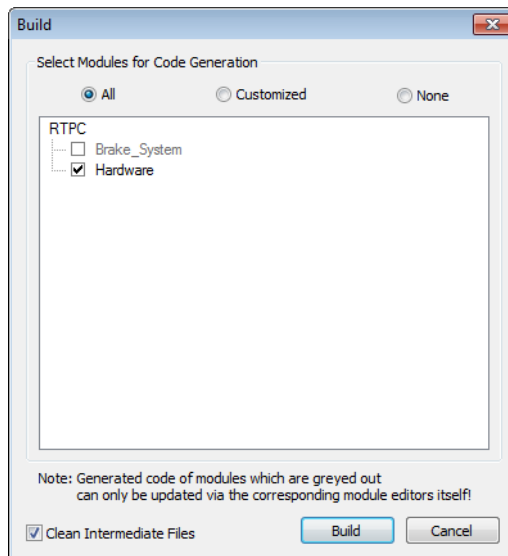 Build
Select Modules for Code Generation
All Customized None
RTPC
Brake_System
Hardware
Note: Generated code of modules which are greyed out
can only be updated via the corresponding module editors itself!
Clean Intermediate Files Build Cancel